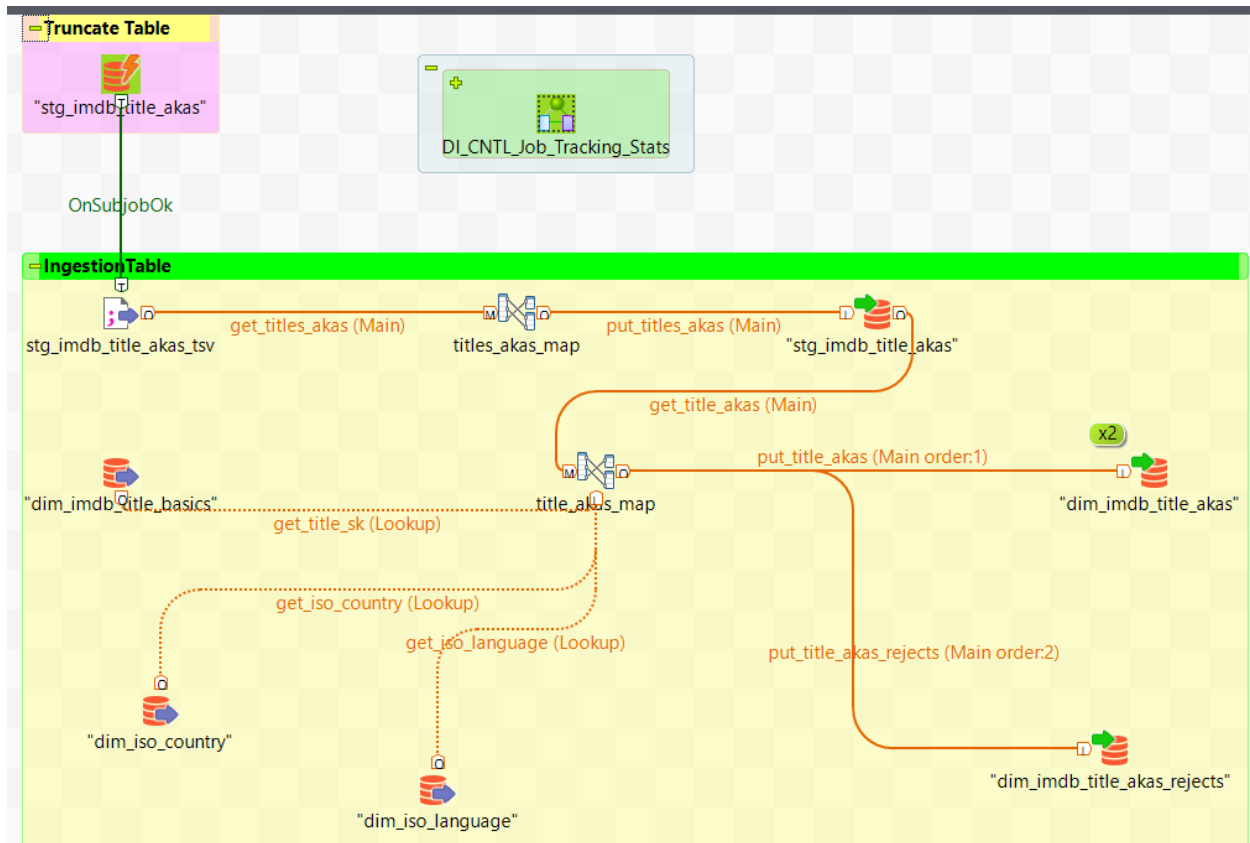 Truncate Table
"stg_imdb_title_akas"
DI_CNTL_Job_Tracking_Stats
OnSubjobOk
IngestionTable
get_titles_akas (Main)
put_titles_akas (Main)
stg_imdb_title_akas_tsv
titles_akas_map
"stg_imdb_title_akas"
get_title_akas (Main)
x2
put_title_akas (Main order:1)
"dim_imdb_title_basics"
title_akas_map
"dim_imdb_title_akas"
get_title_sk (Lookup)
get_iso_country (Lookup)
get_iso_language (Lookup)
put_title_akas_rejects (Main order:2)
"dim_iso_country"
"dim_imdb_title_akas_rejects"
"dim_iso_language"